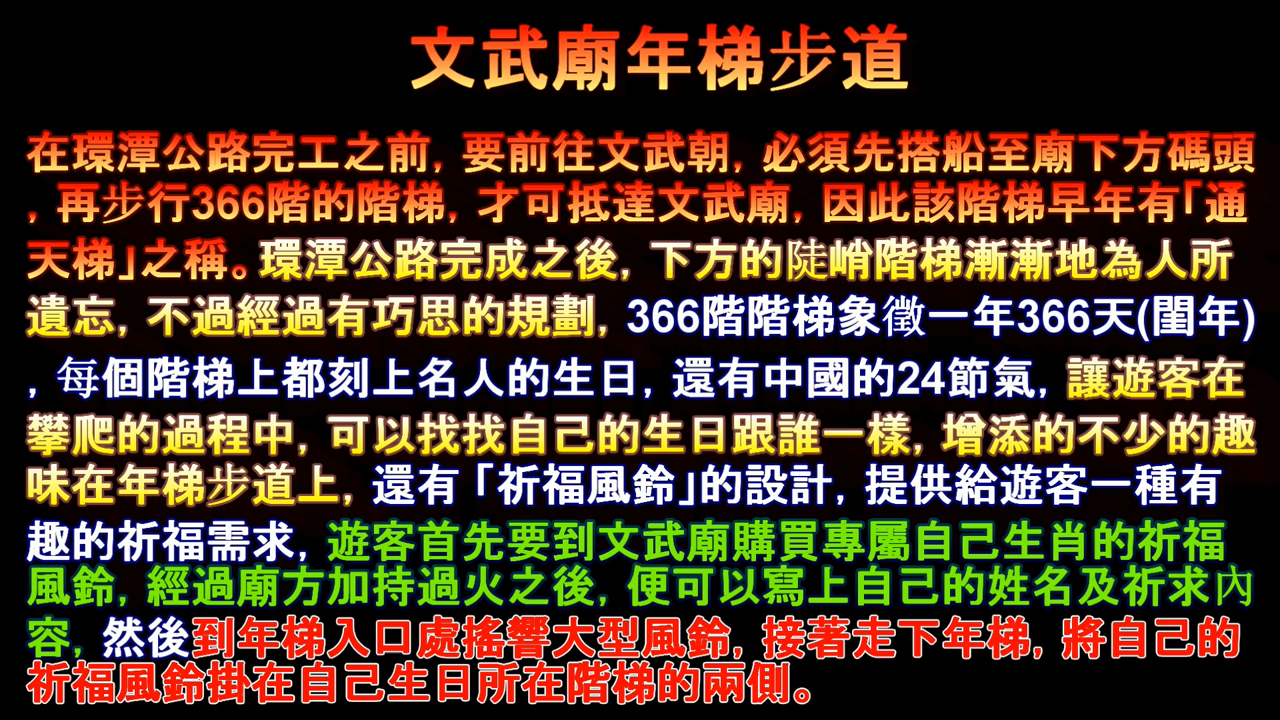 文武廟年梯步道
在環潭公路完工之前，要前往文武朝，必須先搭船至廟下方碼頭
，再步行366階的階梯，才可抵達文武廟，因此該階梯早年有「通
天梯」之稱。環潭公路完成之後，下方的陡峭階梯漸漸地為人所
遺忘，不過經過有巧思的規劃，366階階梯象徵一年366天(閏年)
，每個階梯上都刻上名人的生日，還有中國的24節氣，讓遊客在
攀爬的過程中，可以找找自己的生日跟誰一樣，增添的不少的趣
味在年梯步道上，還有「祈福風鈴」的設計，提供給遊客一種有
趣的祈福需求，遊客首先要到文武廟購買專屬自己生肖的祈福
風鈴，經過廟方加持過火之後，便可以寫上自己的姓名及祈求內
容，然後到年梯入口處搖響大型風鈴，接著走下年梯，將自己的
祈福風鈴掛在自己生日所在階梯的兩側。